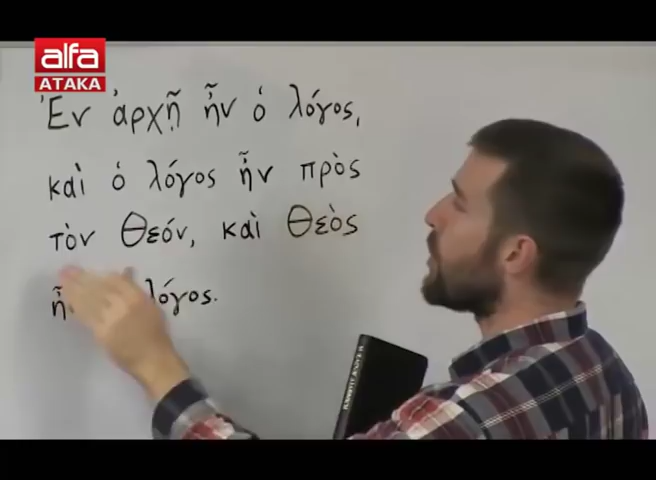 alfa
ATAKA
Ἐν ἀρχῇ ἦν ὁ λόγος,
καὶ ὁ λόγος ἦν πρὸς
τὸν Θεόν, καὶ Θεὸς
λόγος.